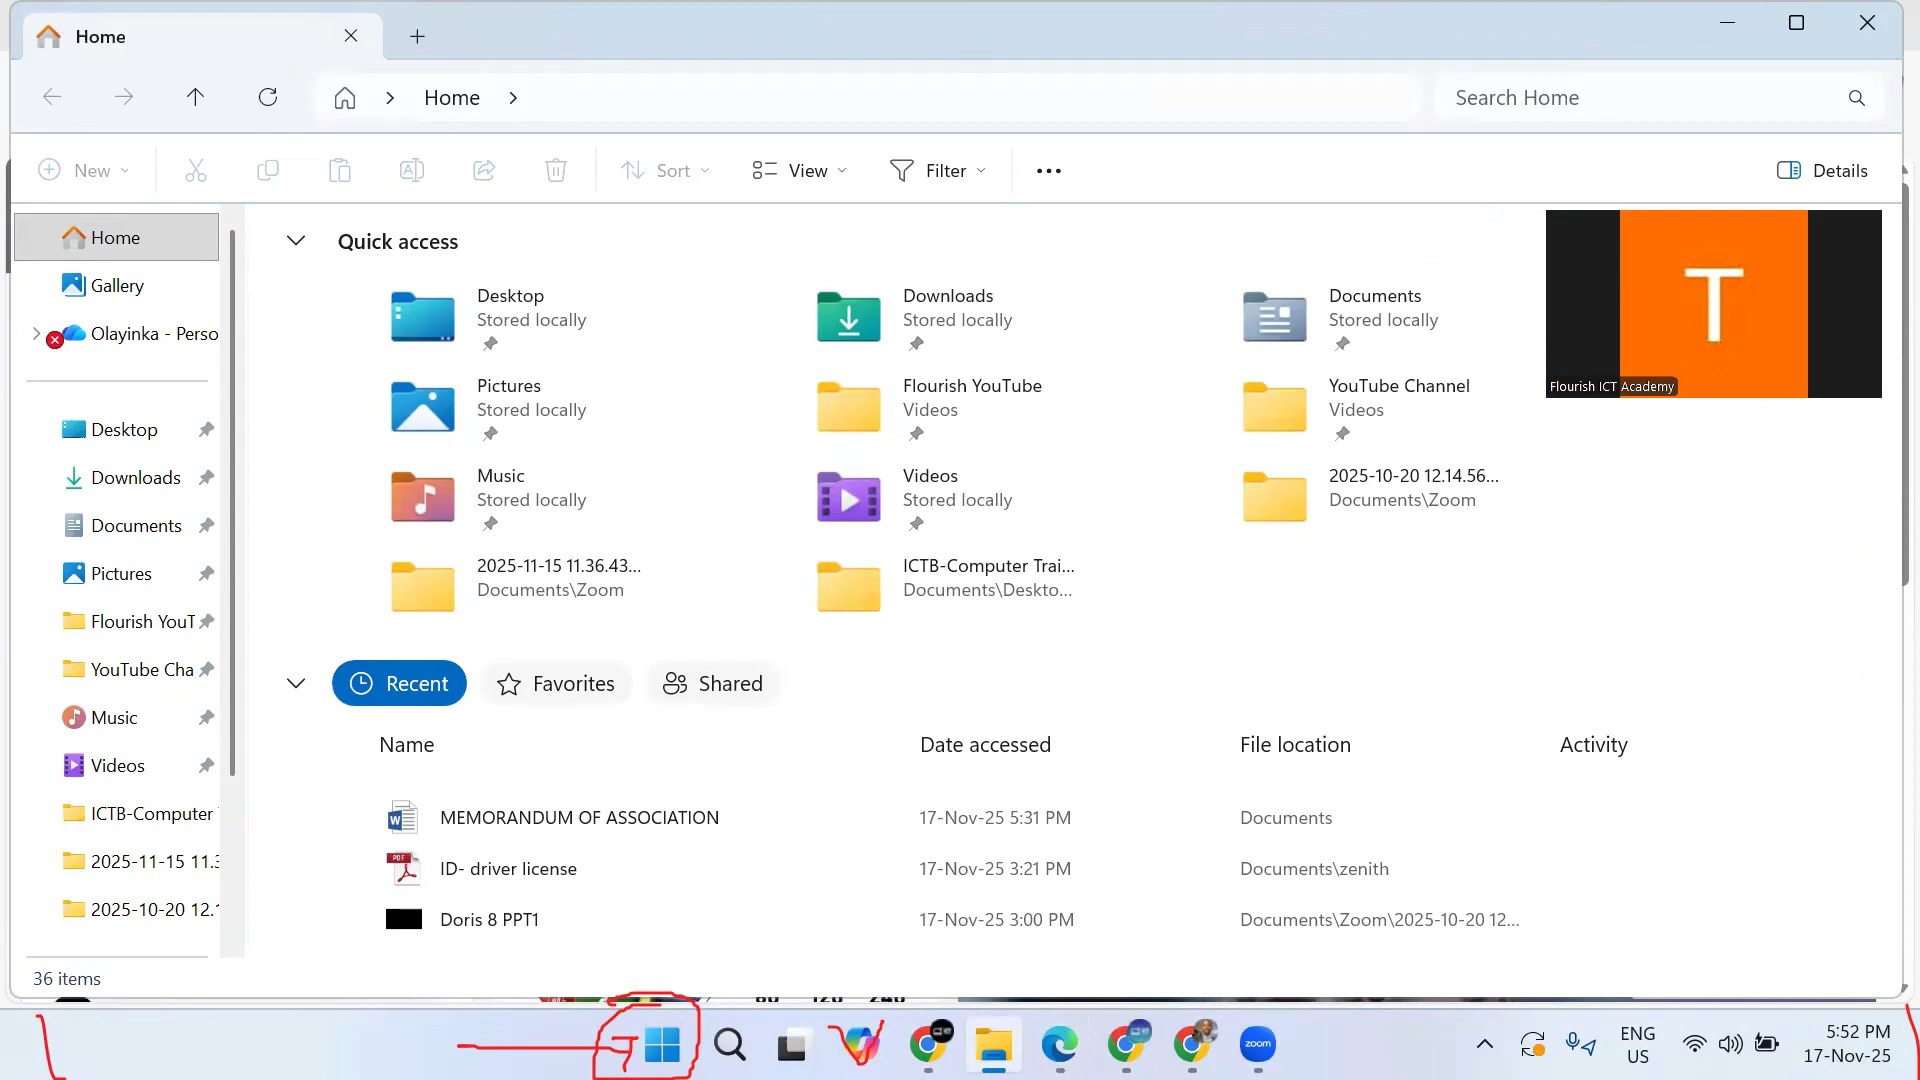 Home
Home
Search Home
New
Sort
View
Filter
Details
Home
Gallery
Olayinka - Perso
Desktop
Downloads
Documents
Pictures
Flourish YouT
YouTube Cha
Music
Videos
ICTB-Computer
2025-11-15 11.3
2025-10-20 12.1
Quick access
Desktop
Stored locally
Downloads
Stored locally
Documents
Stored locally
Pictures
Stored locally
Flourish YouTube
Videos
YouTube Channel
Videos
Music
Stored locally
Videos
Stored locally
2025-10-20 12.14.56...
Documents\Zoom
2025-11-15 11.36.43...
Documents\Zoom
ICTB-Computer Trai...
Documents\Deskto...
T
Flourish ICT Academy
Recent
Favorites
Shared
Name Date accessed File location Activity
MEMORANDUM OF ASSOCIATION 17-Nov-25 5:31 PM Documents
ID- driver license 17-Nov-25 3:21 PM Documents\zenith
Doris 8 PPT1 17-Nov-25 3:00 PM Documents\Zoom\2025-10-20 12...
36 items
zoom
ENG
US
5:52 PM
17-Nov-25